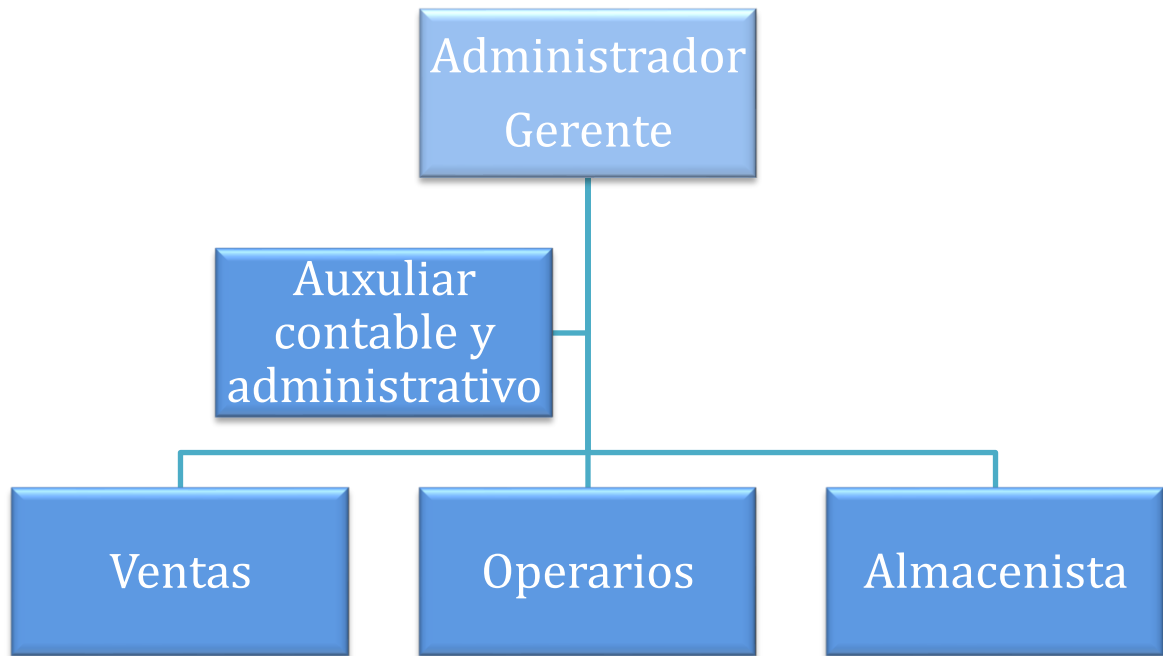 Administrador
Gerente
Auxuliar
contable y
administrativo
Ventas
Operarios
Almacenista